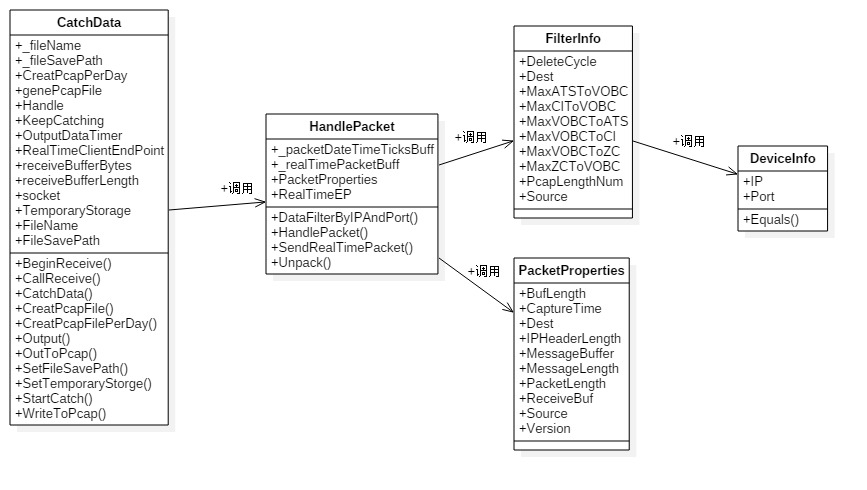 CatchData
+_fileName
+_fileSavePath
+CreatPcapPerDay
+genePcapFile
+Handle
+KeepCatching
+OutputDataTimer
+RealTimeClientEndPoint
+receiveBufferBytes
+receiveBufferLength
+socket
+TemporaryStorage
+FileName
+FileSavePath
+BeginReceive()
+CallReceive()
+CatchData()
+CreatPcapFile()
+CreatPcapFilePerDay()
+Output()
+OutToPcap()
+SetFileSavePath()
+SetTemporaryStorge()
+StartCatch()
+WriteToPcap()
+调用
HandlePacket
+_packetDateTimeTicksBuff
+_realTimePacketBuff
+PacketProperties
+RealTimeEP
+DataFilterByIPAndPort()
+HandlePacket()
+SendRealTimePacket()
+Unpack()
+调用
+调用
FilterInfo
+DeleteCycle
+Dest
+MaxATSToVOBC
+MaxCIToVOBC
+MaxVOBCToATS
+MaxVOBCToCI
+MaxVOBCToZC
+MaxZCToVOBC
+PcapLengthNum
+Source
+调用
DeviceInfo
+IP
+Port
+Equals()
PacketProperties
+BufLength
+CaptureTime
+Dest
+IPHeaderLength
+MessageBuffer
+MessageLength
+PacketLength
+ReceiveBuf
+Source
+Version